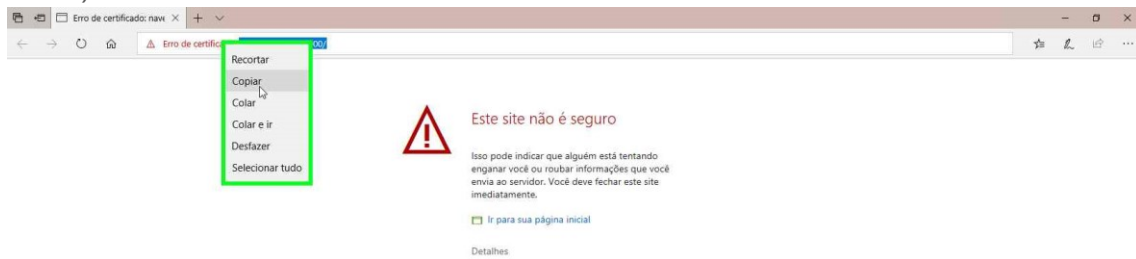 Erro de certificado: nave
Erro de certific
00/
Recortar
Copiar
Colar
Colar e ir
Desfazer
Selecionar tudo
Este site não é seguro
Isso pode indicar que alguém está tentando
enganar você ou roubar informações que você
envia ao servidor. Você deve fechar este site
imediatamente.
Ir para sua página inicial
Detalhes